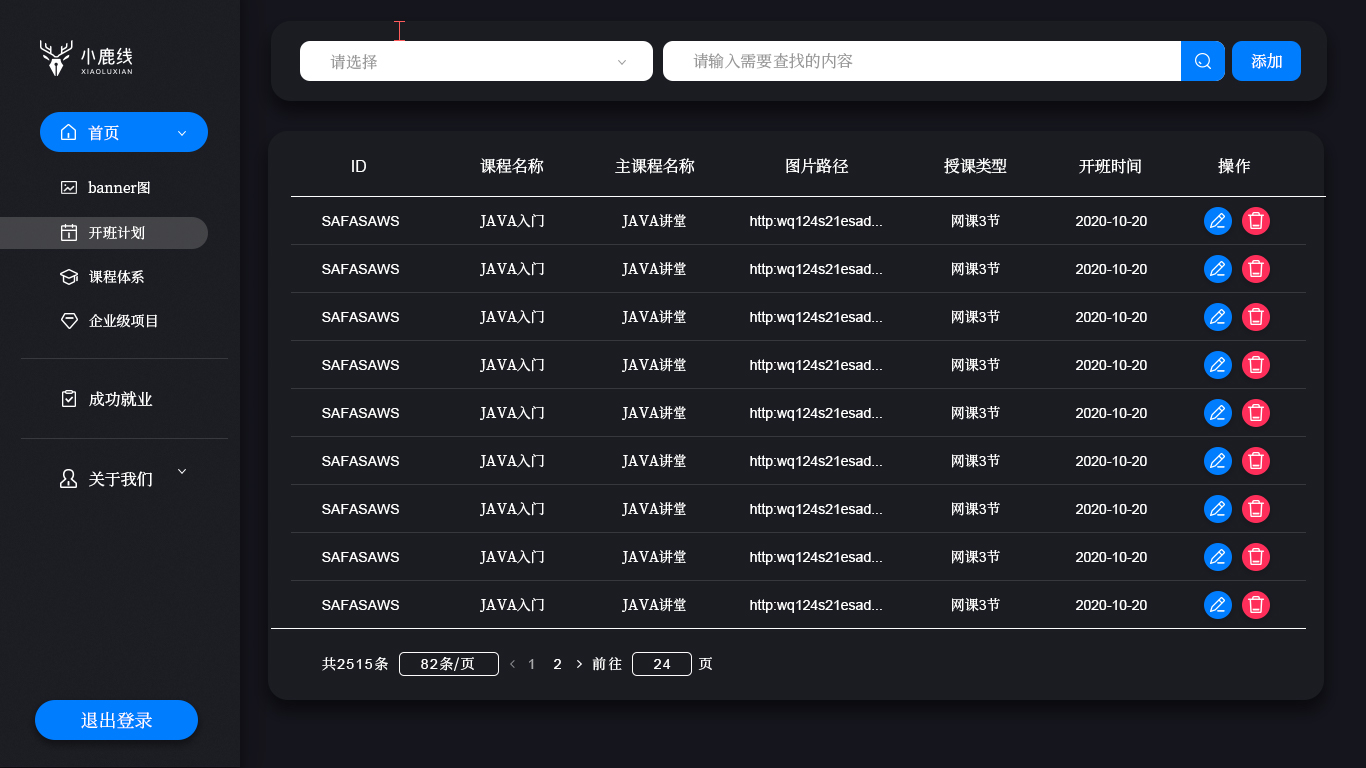 小鹿线
XIAOLUXIAN
首页
banner图
开班计划
课程体系
企业级项目
成功就业
关于我们
退出登录
请选择
请输入需要查找的内容
添加
ID 课程名称 主课程名称 图片路径 授课类型 开班时间 操作
SAFASAWS JAVA入门 JAVA讲堂 http:wq124s21esad... 网课3节 2020-10-20
SAFASAWS JAVA入门 JAVA讲堂 http:wq124s21esad... 网课3节 2020-10-20
SAFASAWS JAVA入门 JAVA讲堂 http:wq124s21esad... 网课3节 2020-10-20
SAFASAWS JAVA入门 JAVA讲堂 http:wq124s21esad... 网课3节 2020-10-20
SAFASAWS JAVA入门 JAVA讲堂 http:wq124s21esad... 网课3节 2020-10-20
SAFASAWS JAVA入门 JAVA讲堂 http:wq124s21esad... 网课3节 2020-10-20
SAFASAWS JAVA入门 JAVA讲堂 http:wq124s21esad... 网课3节 2020-10-20
SAFASAWS JAVA入门 JAVA讲堂 http:wq124s21esad... 网课3节 2020-10-20
SAFASAWS JAVA入门 JAVA讲堂 http:wq124s21esad... 网课3节 2020-10-20
共2515条 82条/页 < 1 2 > 前往 24 页